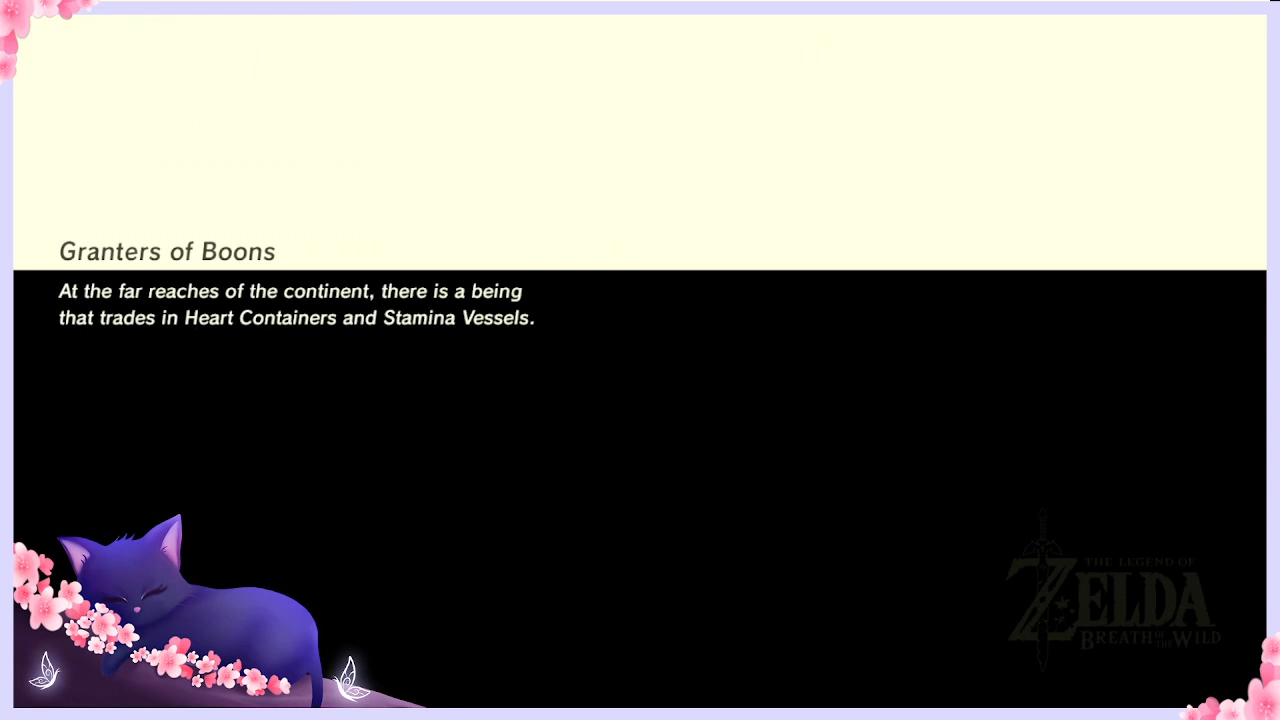 Granters of Boons
At the far reaches of the continent, there is a being
that trades in Heart Containers and Stamina Vessels.
THE LEGEND OF
ZELDA
BREATH OF THE WILD